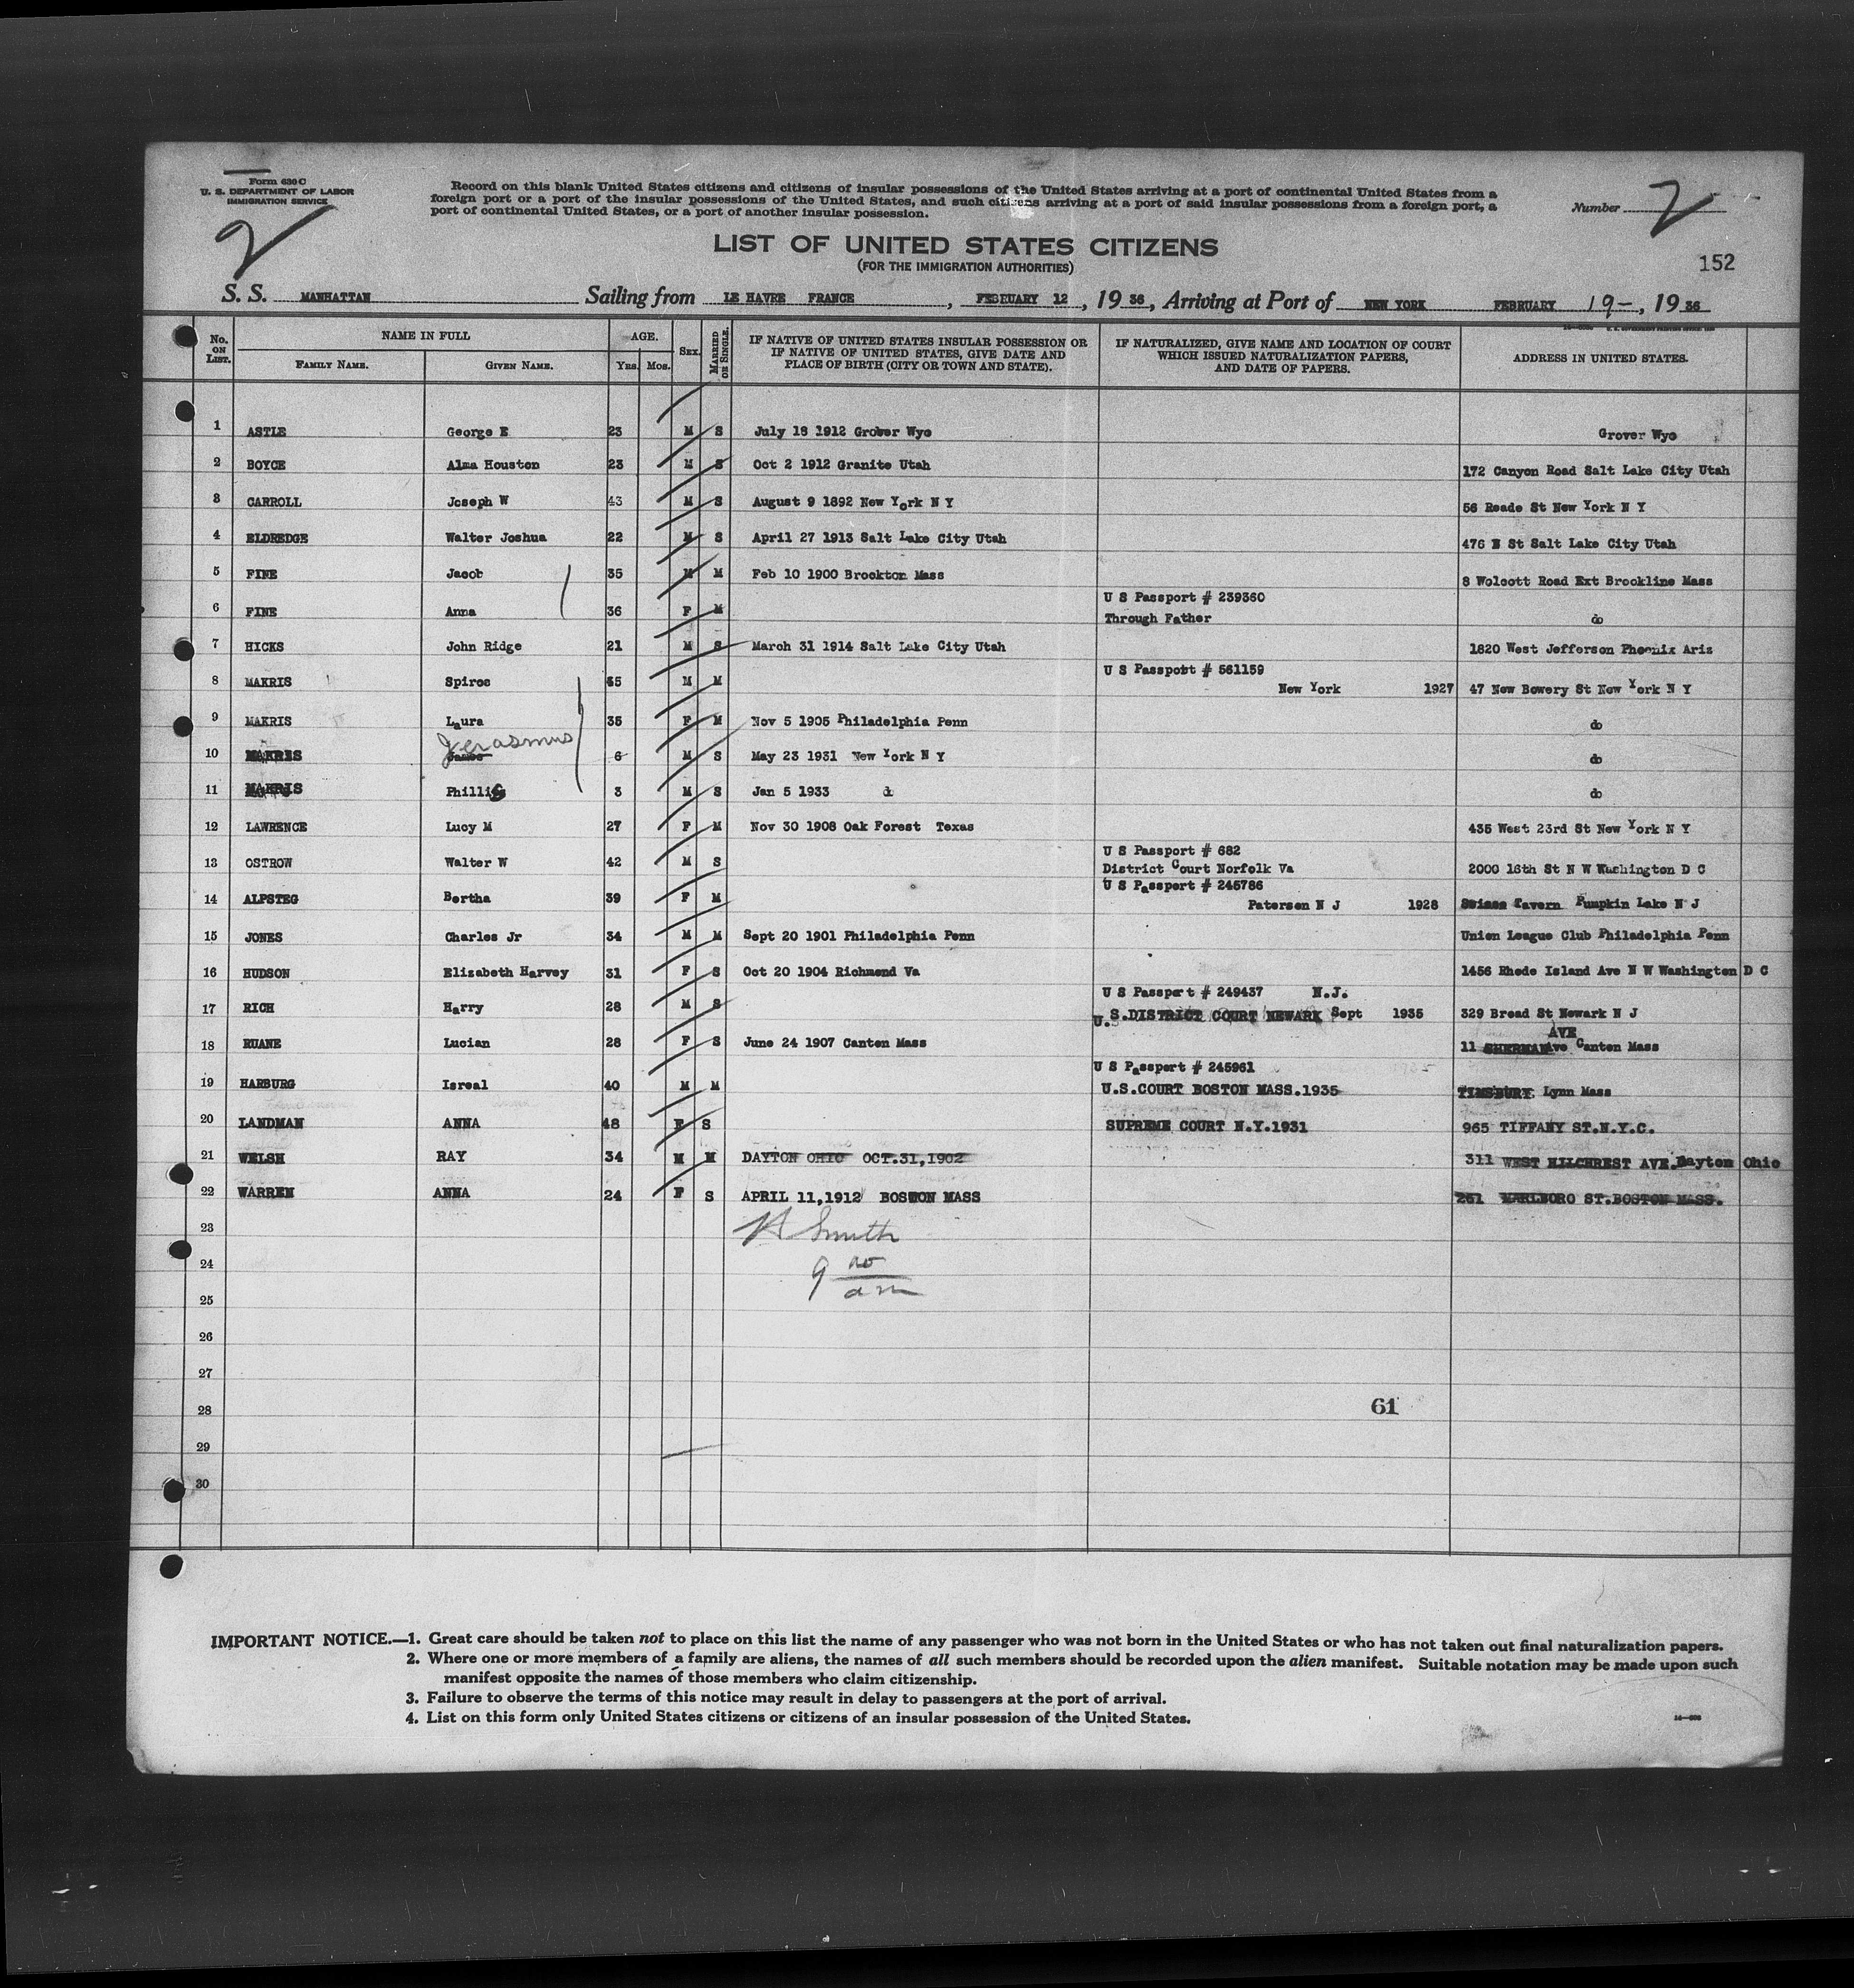 Form 630 C
U. S. DEPARTMENT OF LABOR
IMMIGRATION SERVICE
2
Record on this blank United States citizens and citizens of insular possessions of the United States arriving at a port of continental United States from a
foreign port or a port of the insular possessions of the United States, and such citizens arriving at a port of said insular possessions from a foreign port, a
port of continental United States, or a port of another insular possession.
Number 2
LIST OF UNITED STATES CITIZENS
(FOR THE IMMIGRATION AUTHORITIES)
152
S. S. MANHATTAN Sailing from LE HAVRE FRANCE, FEBRUARY 12, 19 36, Arriving at Port of NEW YORK FEBRUARY 19-, 19 36
No. ON LIST. NAME IN FULL FAMILY NAME. GIVEN NAME. AGE. Yrs. Mos. SEX. MARRIED OR SINGLE. IF NATIVE OF UNITED STATES INSULAR POSSESSION OR IF NATIVE OF UNITED STATES, GIVE DATE AND PLACE OF BIRTH (CITY OR TOWN AND STATE). IF NATURALIZED, GIVE NAME AND LOCATION OF COURT WHICH ISSUED NATURALIZATION PAPERS, AND DATE OF PAPERS. ADDRESS IN UNITED STATES.
1 ASTLE George E 23 M S July 18 1912 Grover Wyo Grover Wyo
2 BOYCE Alma Houston 23 M S Oct 2 1912 Granite Utah 172 Canyon Road Salt Lake City Utah
3 CARROLL Joseph W 43 M S August 9 1892 New York N Y 56 Reade St New York N Y
4 ELDREDGE Walter Joshua 22 M S April 27 1913 Salt Lake City Utah 476 E St Salt Lake City Utah
5 FINE Jacob 35 M M Feb 10 1900 Brockton Mass 8 Wolcott Road Ext Brookline Mass
6 FINE Anna 36 F M U S Passport # 239360 Through Father do
7 HICKS John Ridge 21 M S March 31 1914 Salt Lake City Utah 1820 West Jefferson Phoenix Ariz
8 MAKRIS Spiros 45 M M U S Passport # 561159 New York 1927 47 New Bowery St New York N Y
9 MAKRIS Laura 35 F M Nov 5 1905 Philadelphia Penn do
10 MAKRIS James Jerasmus 6 M S May 23 1931 New York N Y do
11 MAKRIS Phillis 3 M S Jan 5 1933 do do
12 LAWRENCE Lucy M 27 F M Nov 30 1908 Oak Forest Texas 435 West 23rd St New York N Y
13 OSTROW Walter W 42 M S U S Passport # 682 District Court Norfolk Va 2000 16th St N W Washington D C
14 ALPSTEG Bertha 39 F M U S Passport # 245786 Paterson N J 1928 Swiss Tavern Pumpkin Lake N J
15 JONES Charles Jr 34 M M Sept 20 1901 Philadelphia Penn Union League Club Philadelphia Penn
16 HUDSON Elizabeth Harvey 31 F S Oct 20 1904 Richmond Va 1456 Rhode Island Ave N W Washington D C
17 RICH Harry 28 M S U S Passport # 249437 N.J. U.S.DISTRICT COURT NEWARK Sept 1935 329 Broad St Newark N J
18 RUANE Lucian 28 F S June 24 1907 Canton Mass 11 SHERMAN Ave AVE Canton Mass
19 HARBURG Isreal 40 M M U S Passport # 245961 U.S.COURT BOSTON MASS.1935 TIMSBURY Lynn Mass
20 LANDMAN ANNA 48 F S SUPREME COURT N.Y.1931 965 TIFFANY ST.N.Y.C.
21 WELSH RAY 34 M M DAYTON OHIO OCT.31,1902 311 WEST HILCHREST AVE.Dayton Ohio
22 WARREN ANNA 24 F S APRIL 11,1912 BOSTON MASS 261 MARLBORO ST.BOSTON MASS.
23 Smith
24 9 am
25
26
27
28 61
29
30
IMPORTANT NOTICE.—1. Great care should be taken not to place on this list the name of any passenger who was not born in the United States or who has not taken out final naturalization papers.
2. Where one or more members of a family are aliens, the names of all such members should be recorded upon the alien manifest. Suitable notation may be made upon such
manifest opposite the names of those members who claim citizenship.
3. Failure to observe the terms of this notice may result in delay to passengers at the port of arrival.
4. List on this form only United States citizens or citizens of an insular possession of the United States.